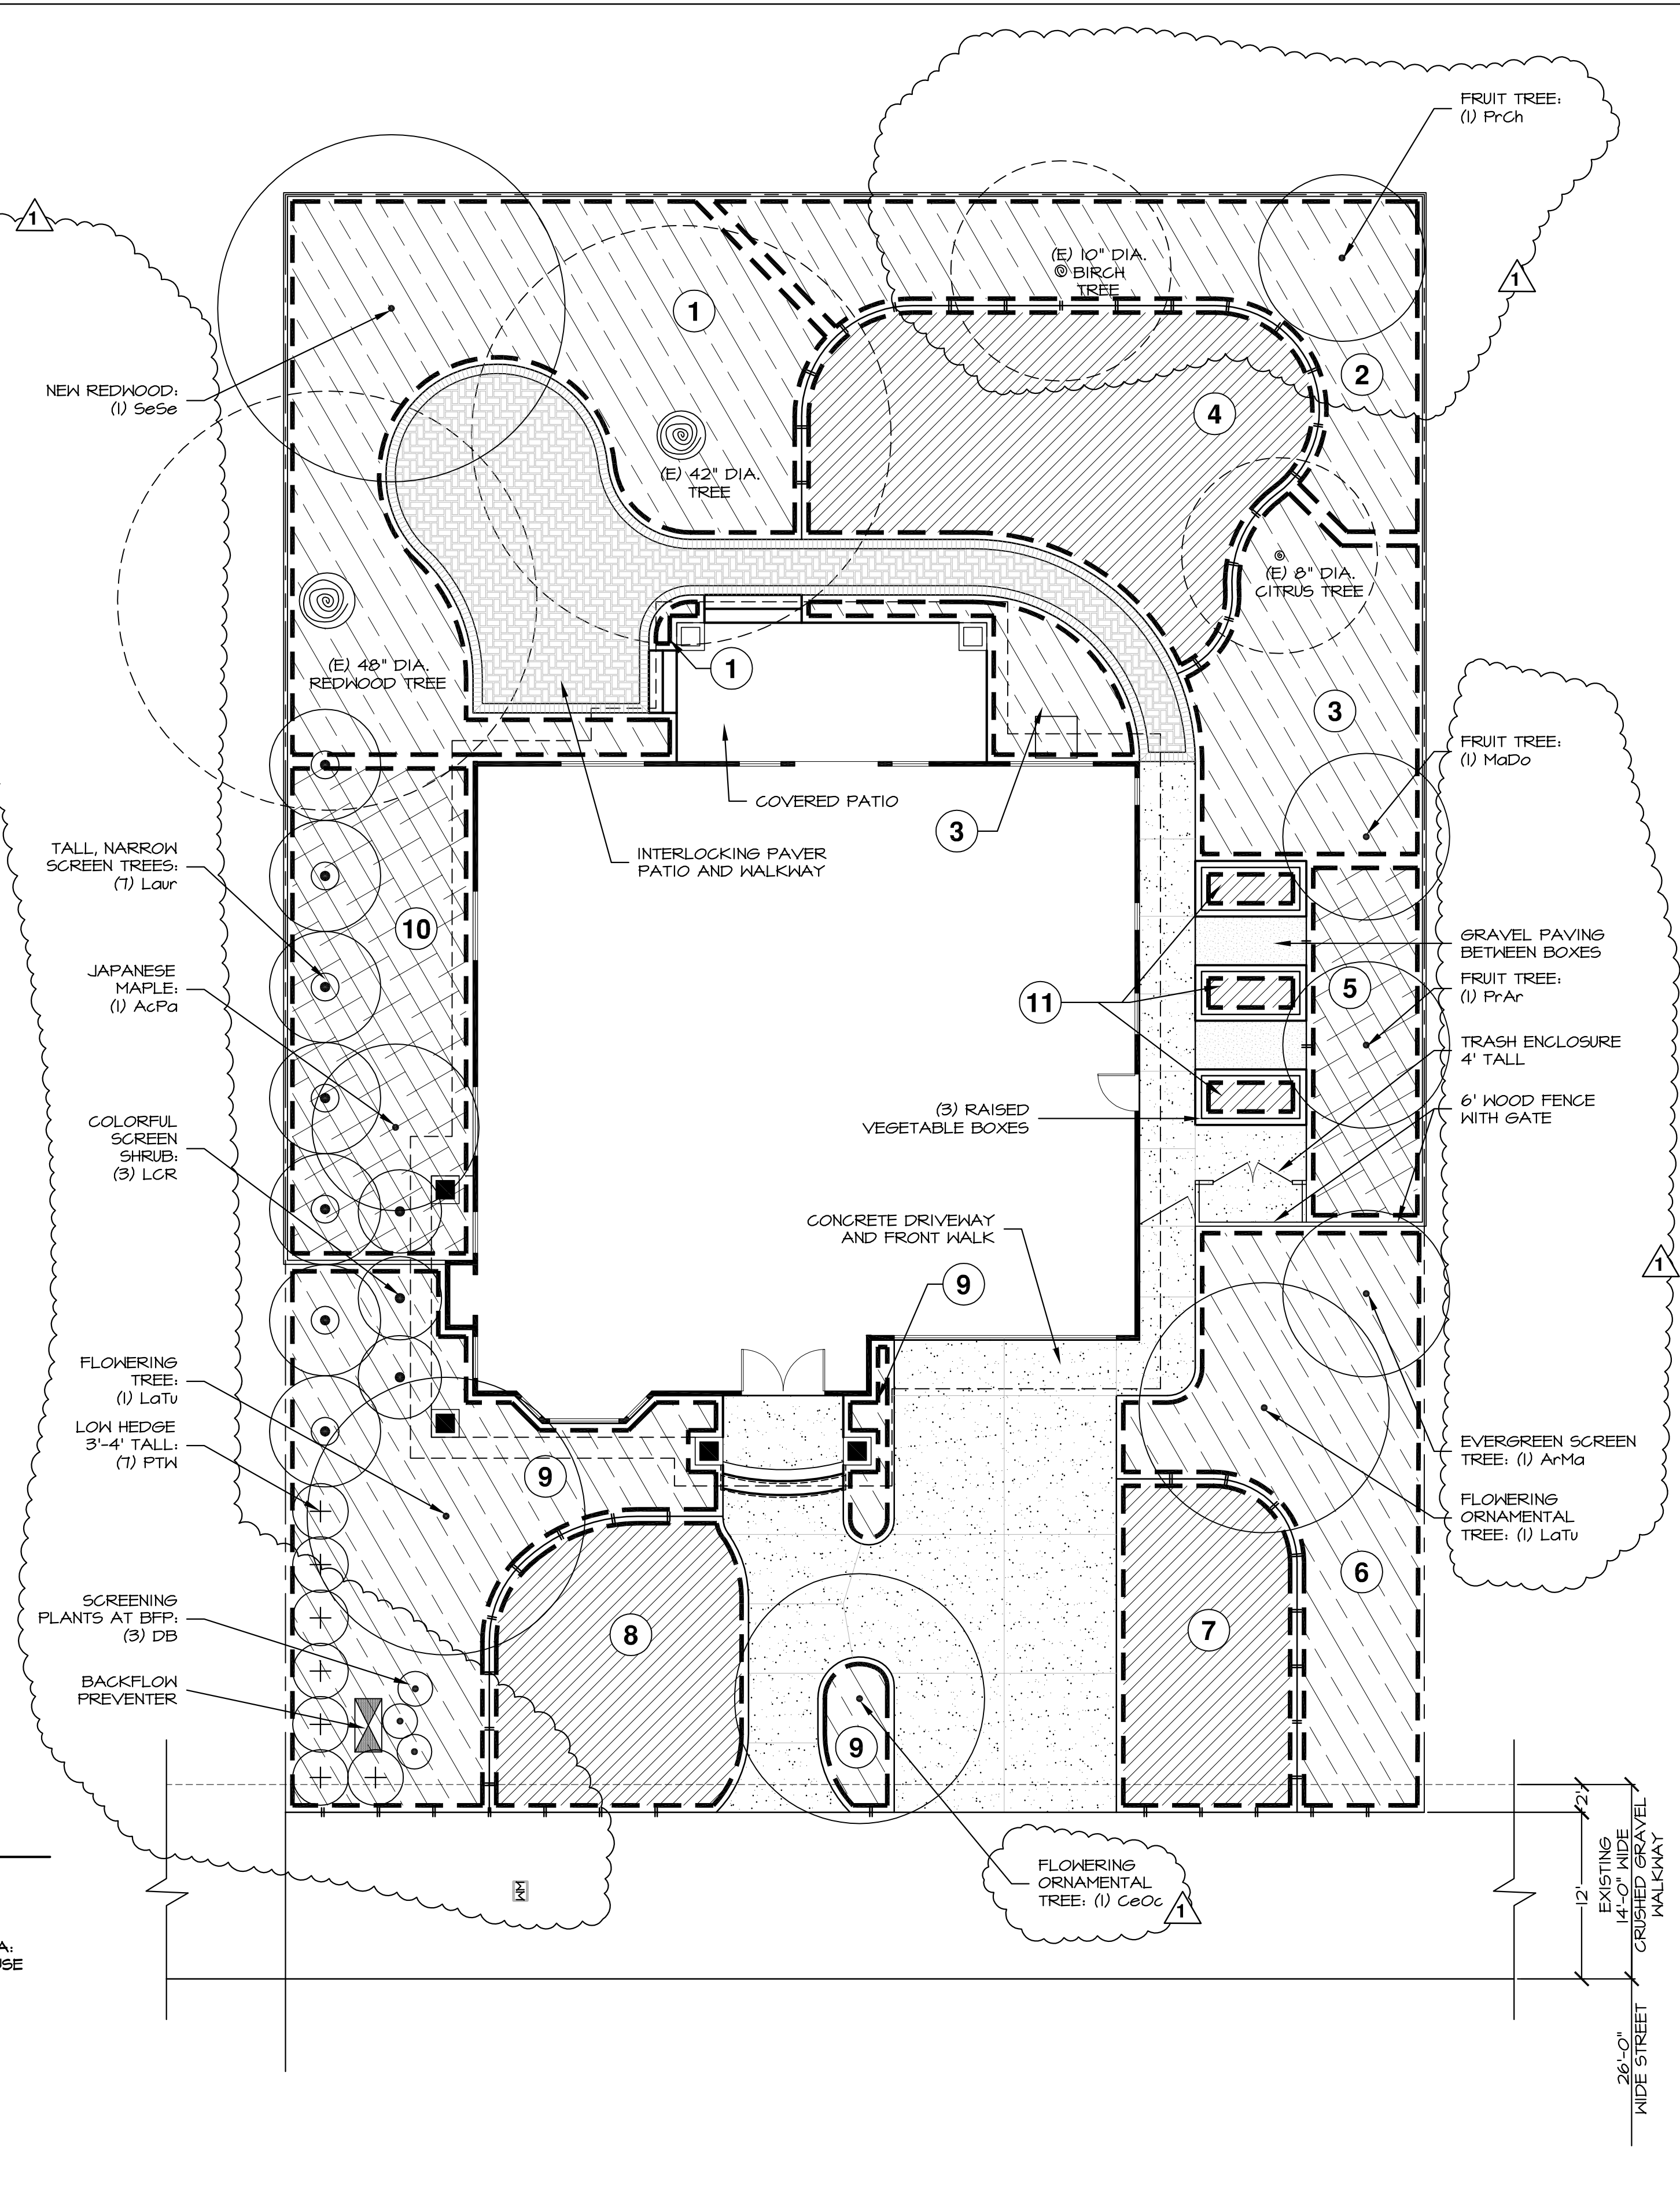 FRUIT TREE:
(1) PrCh
1
1
(E) 10" DIA.
BIRCH
TREE
1
2
4
NEW REDWOOD:
(1) SeSe
(E) 42" DIA.
TREE
(E) 8" DIA.
CITRUS TREE
(E) 48" DIA.
REDWOOD TREE
1
3
FRUIT TREE:
(1) MaDo
COVERED PATIO
3
INTERLOCKING PAVER
PATIO AND WALKWAY
TALL, NARROW
SCREEN TREES:
(7) Laur
10
GRAVEL PAVING
BETWEEN BOXES
JAPANESE
MAPLE:
(1) AcPa
11
5
FRUIT TREE:
(1) PrAr
TRASH ENCLOSURE
4' TALL
(3) RAISED
VEGETABLE BOXES
6' WOOD FENCE
WITH GATE
COLORFUL
SCREEN
SHRUB:
(3) LCR
CONCRETE DRIVEWAY
AND FRONT WALK
9
1
FLOWERING
TREE:
(1) LaTu
LOW HEDGE
3'-4' TALL:
(7) PTW
9
EVERGREEN SCREEN
TREE: (1) ArMa
FLOWERING
ORNAMENTAL
TREE: (1) LaTu
6
SCREENING
PLANTS AT BFP:
(3) DB
8
7
BACKFLOW
PREVENTER
9
FLOWERING
ORNAMENTAL
TREE: (1) CeOc
1
WM
2'
12'
EXISTING
14'-0" WIDE
CRUSHED GRAVEL
WALKWAY
26'-0"
WIDE STREET
A:
USE